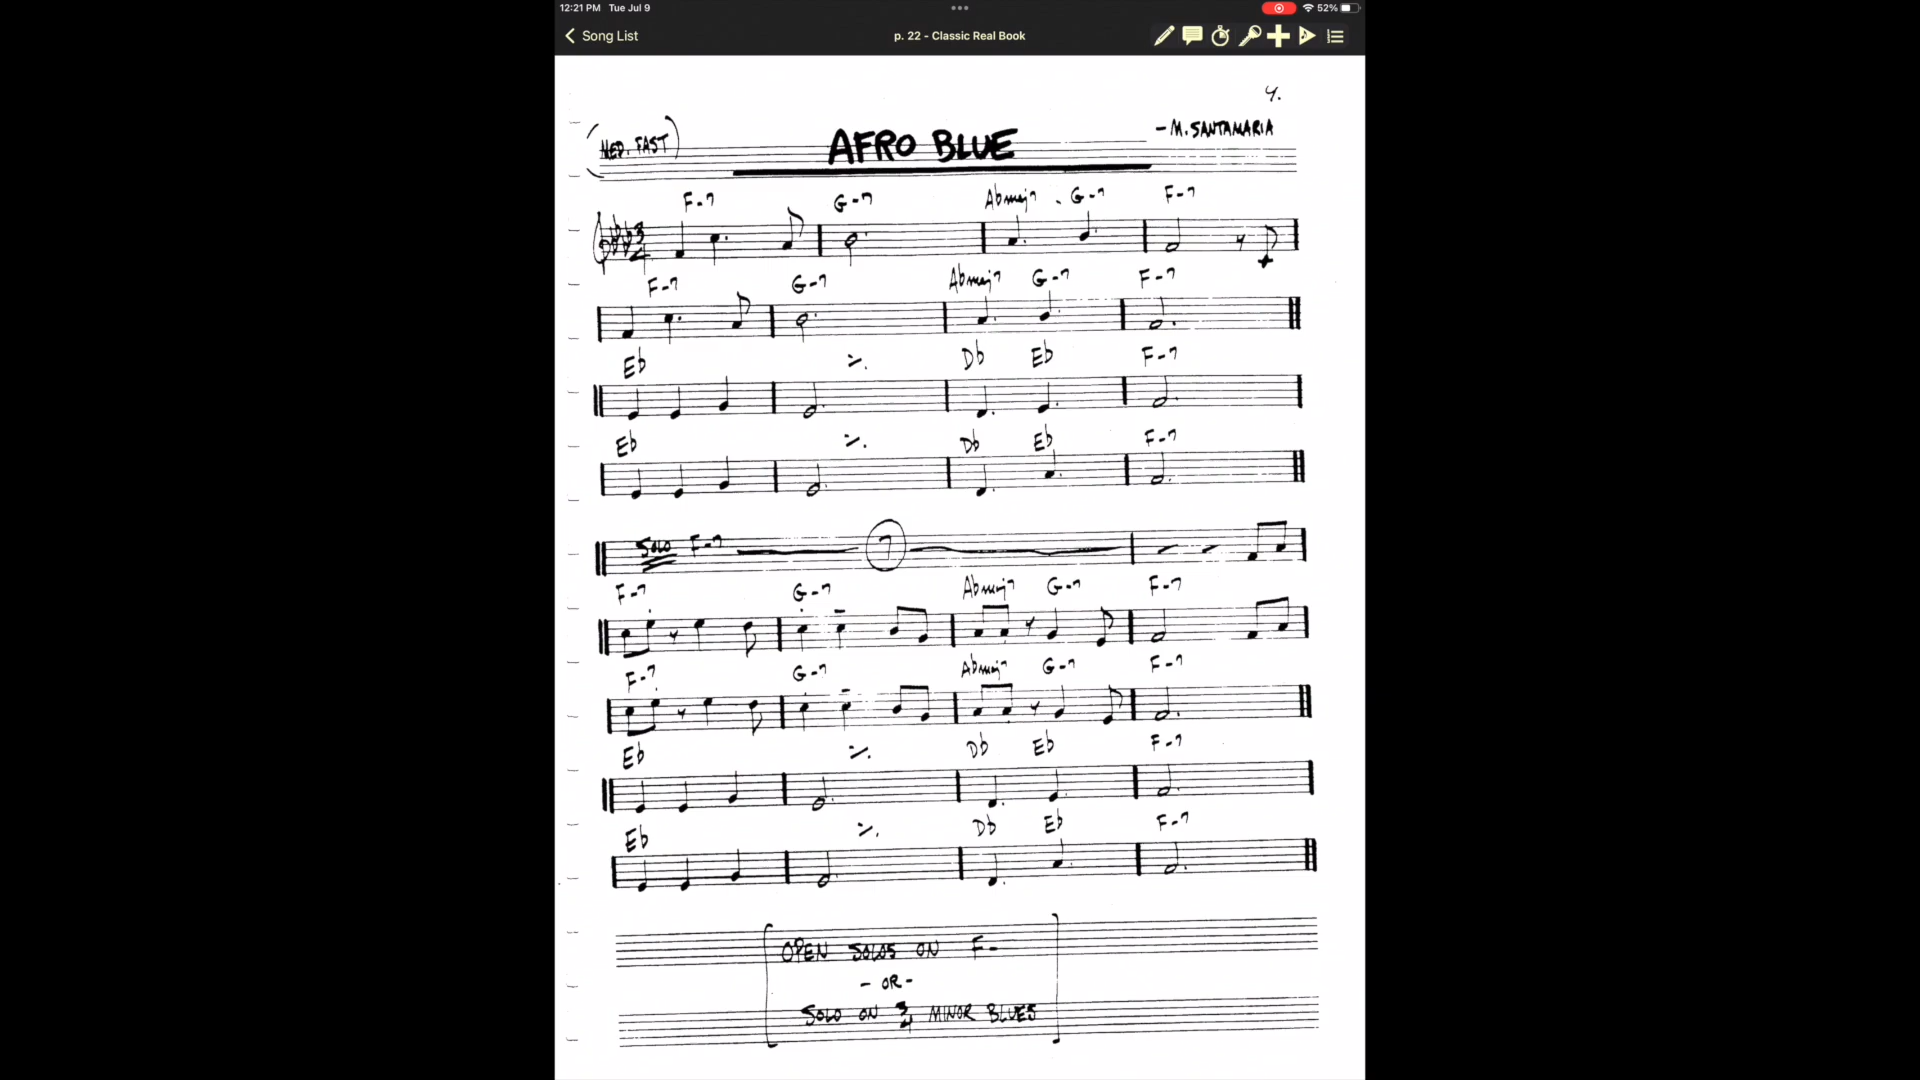 12:21 PM Tue Jul 9 52%
Song List p. 22 - Classic Real Book
4.
(MED. FAST) AFRO BLUE - M. SANTAMARIA
F-7 G-7 Abmaj7 G-7 F-7
3
4
F-7 G-7 Abmaj7 G-7 F-7
Eb Db Eb F-7
Eb Db Eb F-7
SOLO F-7 7
F-7 G-7 Abmaj7 G-7 F-7
F-7 G-7 Abmaj7 G-7 F-7
Eb Db Eb F-7
Eb Db Eb F-7
OPEN SOLOS ON F-
- OR -
SOLO ON 3/4 MINOR BLUES